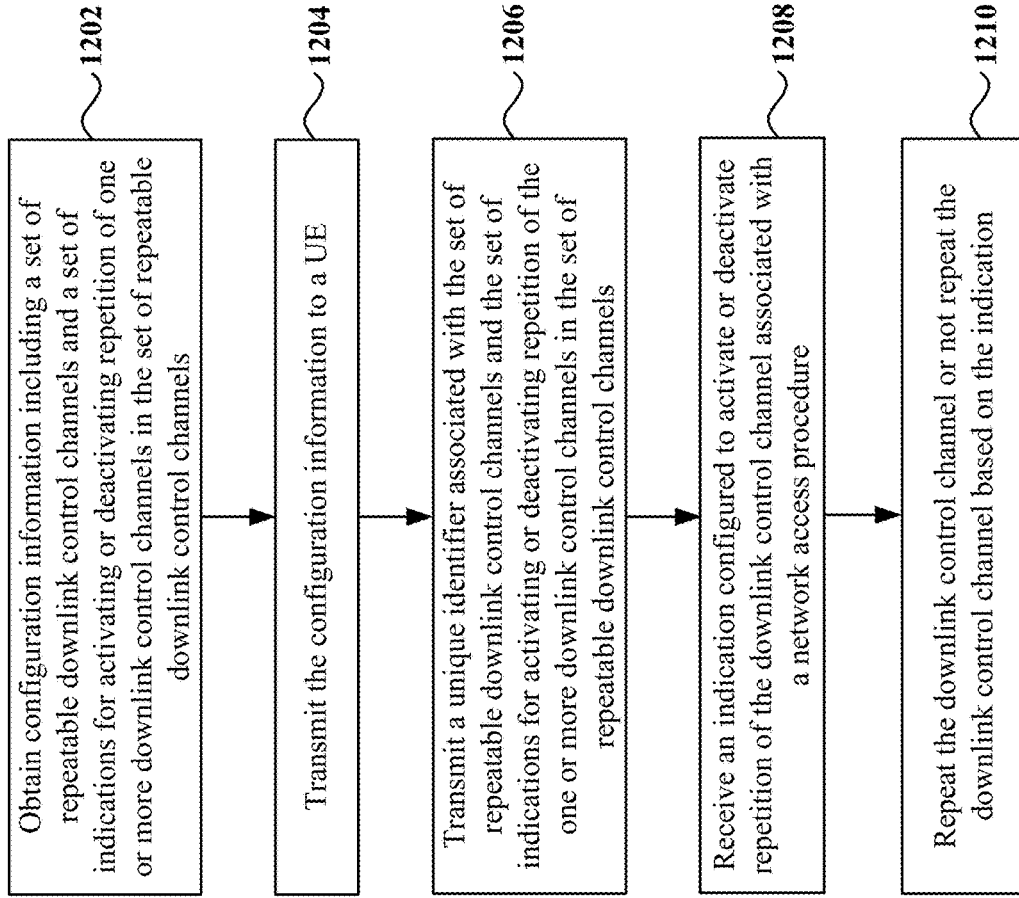 Obtain configuration information including a set of
repeatable downlink control channels and a set of
indications for activating or deactivating repetition of one
or more downlink control channels in the set of repeatable
downlink control channels
1202
Transmit the configuration information to a UE
1204
Transmit a unique identifier associated with the set of
repeatable downlink control channels and the set of
indications for activating or deactivating repetition of the
one or more downlink control channels in the set of
repeatable downlink control channels
1206
Receive an indication configured to activate or deactivate
repetition of the downlink control channel associated with
a network access procedure
1208
Repeat the downlink control channel or not repeat the
downlink control channel based on the indication
1210